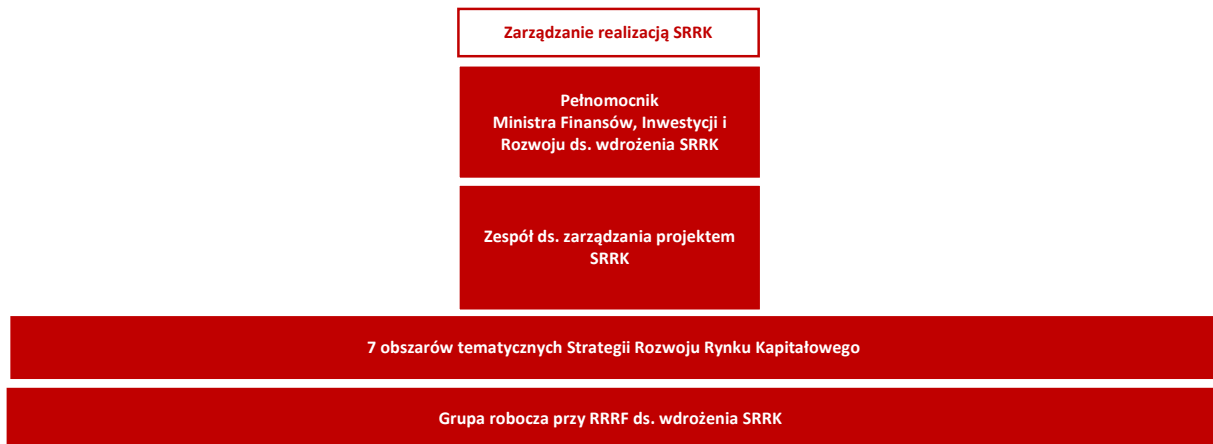 Zarządzanie realizacją SRRK
Pełnomocnik
Ministra Finansów, Inwestycji i
Rozwoju ds. wdrożenia SRRK
Zespół ds. zarządzania projektem
SRRK
7 obszarów tematycznych Strategii Rozwoju Rynku Kapitałowego
Grupa robocza przy RRRF ds. wdrożenia SRRK